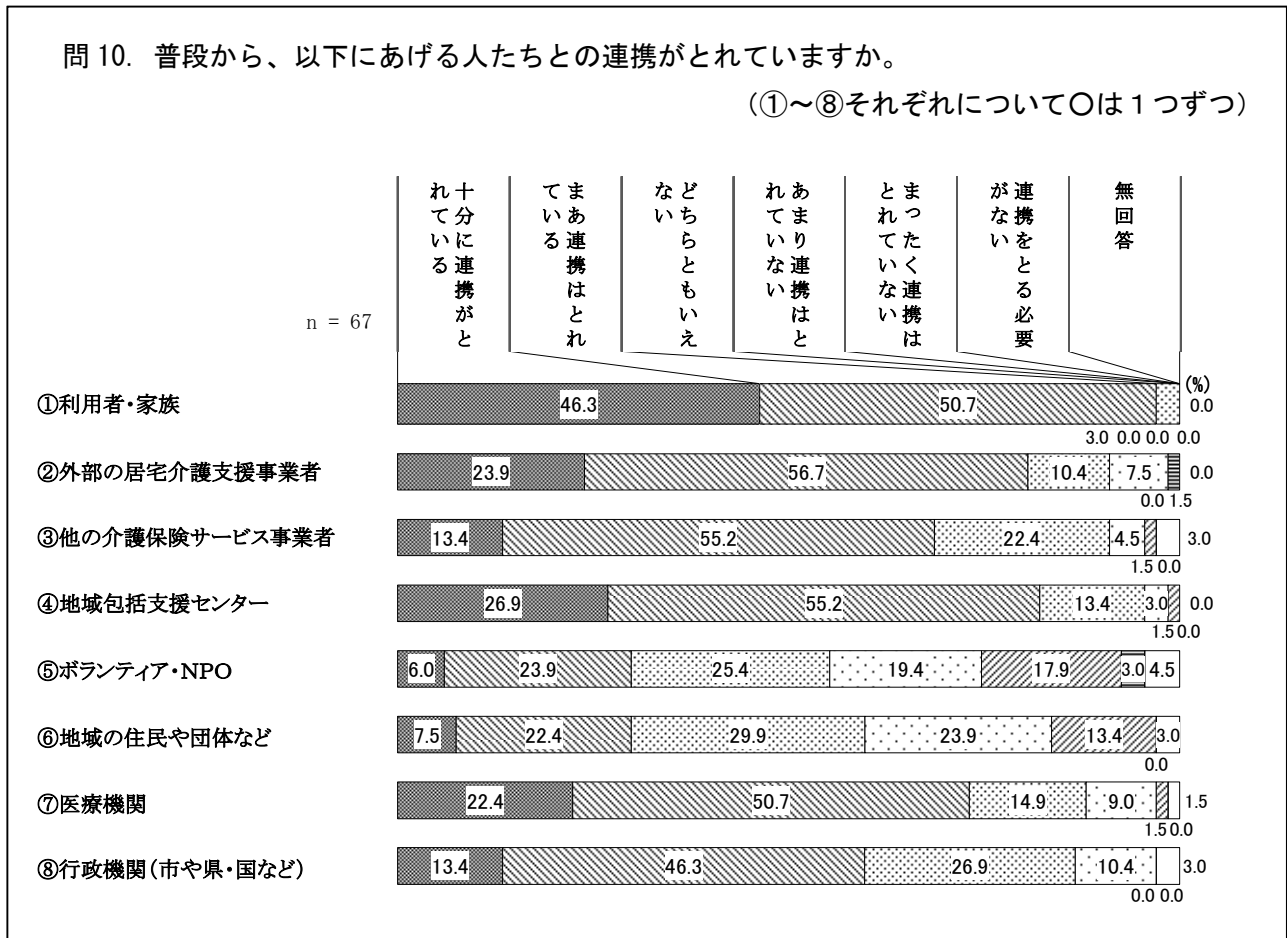 問10. 普段から、以下にあげる人たちとの連携がとれていますか。
（①～⑧それぞれについて〇は１つずつ）
十分に連携がと
れている
まあ連携はとれ
ている
どちらともいえ
ない
あまり連携はと
れていない
まったく連携は
とれていない
連携をとる必要
がない
無回答
n = 67
(%)
①利用者・家族 46.3 50.7 0.0
3.0 0.0 0.0 0.0
②外部の居宅介護支援事業者 23.9 56.7 10.4 7.5 0.0
0.0 1.5
③他の介護保険サービス事業者 13.4 55.2 22.4 4.5 3.0
1.5 0.0
④地域包括支援センター 26.9 55.2 13.4 3.0 0.0
1.5 0.0
⑤ボランティア・NPO 6.0 23.9 25.4 19.4 17.9 3.0 4.5
⑥地域の住民や団体など 7.5 22.4 29.9 23.9 13.4 3.0
0.0
⑦医療機関 22.4 50.7 14.9 9.0 1.5
1.5 0.0
⑧行政機関（市や県・国など） 13.4 46.3 26.9 10.4 3.0
0.0 0.0